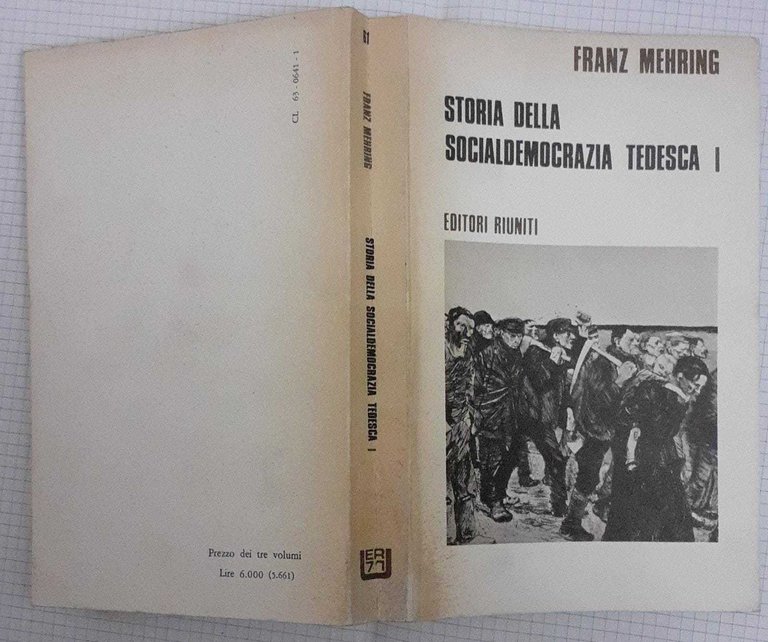 CL 63-0641-1
Prezzo dei tre volumi
Lire 6.000 (5.661)
61
FRANZ MEHRING
STORIA DELLA SOCIALDEMOCRAZIA TEDESCA I
ER
FRANZ MEHRING
STORIA DELLA
SOCIALDEMOCRAZIA TEDESCA I
EDITORI RIUNITI